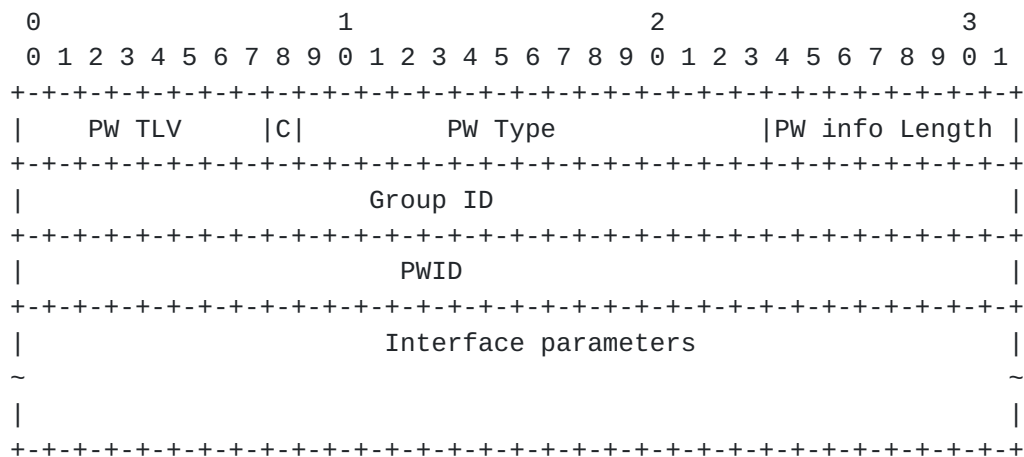 0                   1                   2                   3
 0 1 2 3 4 5 6 7 8 9 0 1 2 3 4 5 6 7 8 9 0 1 2 3 4 5 6 7 8 9 0 1
+-+-+-+-+-+-+-+-+-+-+-+-+-+-+-+-+-+-+-+-+-+-+-+-+-+-+-+-+-+-+-+-+
|    PW TLV     |C|         PW Type             |PW info Length |
+-+-+-+-+-+-+-+-+-+-+-+-+-+-+-+-+-+-+-+-+-+-+-+-+-+-+-+-+-+-+-+-+
|                      Group ID                                 |
+-+-+-+-+-+-+-+-+-+-+-+-+-+-+-+-+-+-+-+-+-+-+-+-+-+-+-+-+-+-+-+-+
|                        PWID                                   |
+-+-+-+-+-+-+-+-+-+-+-+-+-+-+-+-+-+-+-+-+-+-+-+-+-+-+-+-+-+-+-+-+
|                       Interface parameters                    |
~                                                               ~
|                                                               |
+-+-+-+-+-+-+-+-+-+-+-+-+-+-+-+-+-+-+-+-+-+-+-+-+-+-+-+-+-+-+-+-+